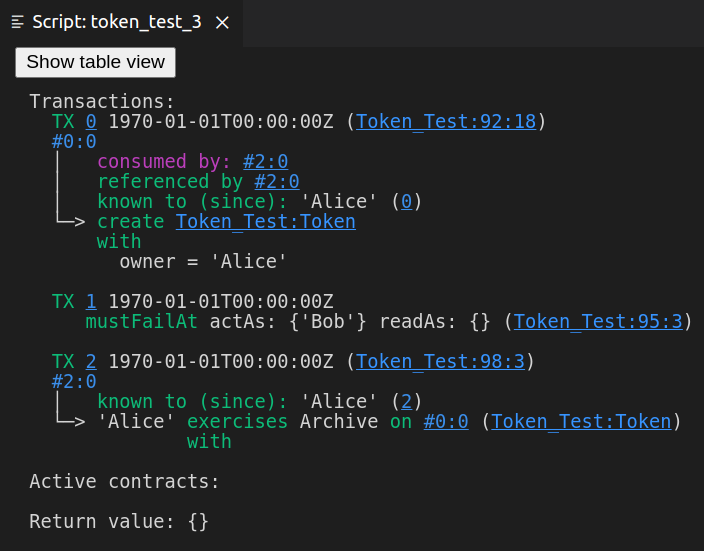 Script: token_test_3
Show table view
Transactions:
TX 0 1970-01-01T00:00:00Z (Token_Test:92:18)
#0:0
│   consumed by: #2:0
│   referenced by #2:0
│   known to (since): 'Alice' (0)
└─> create Token_Test:Token
with
owner = 'Alice'
TX 1 1970-01-01T00:00:00Z
mustFailAt actAs: {'Bob'} readAs: {} (Token_Test:95:3)
TX 2 1970-01-01T00:00:00Z (Token_Test:98:3)
#2:0
│   known to (since): 'Alice' (2)
└─> 'Alice' exercises Archive on #0:0 (Token_Test:Token)
with
Active contracts:
Return value: {}